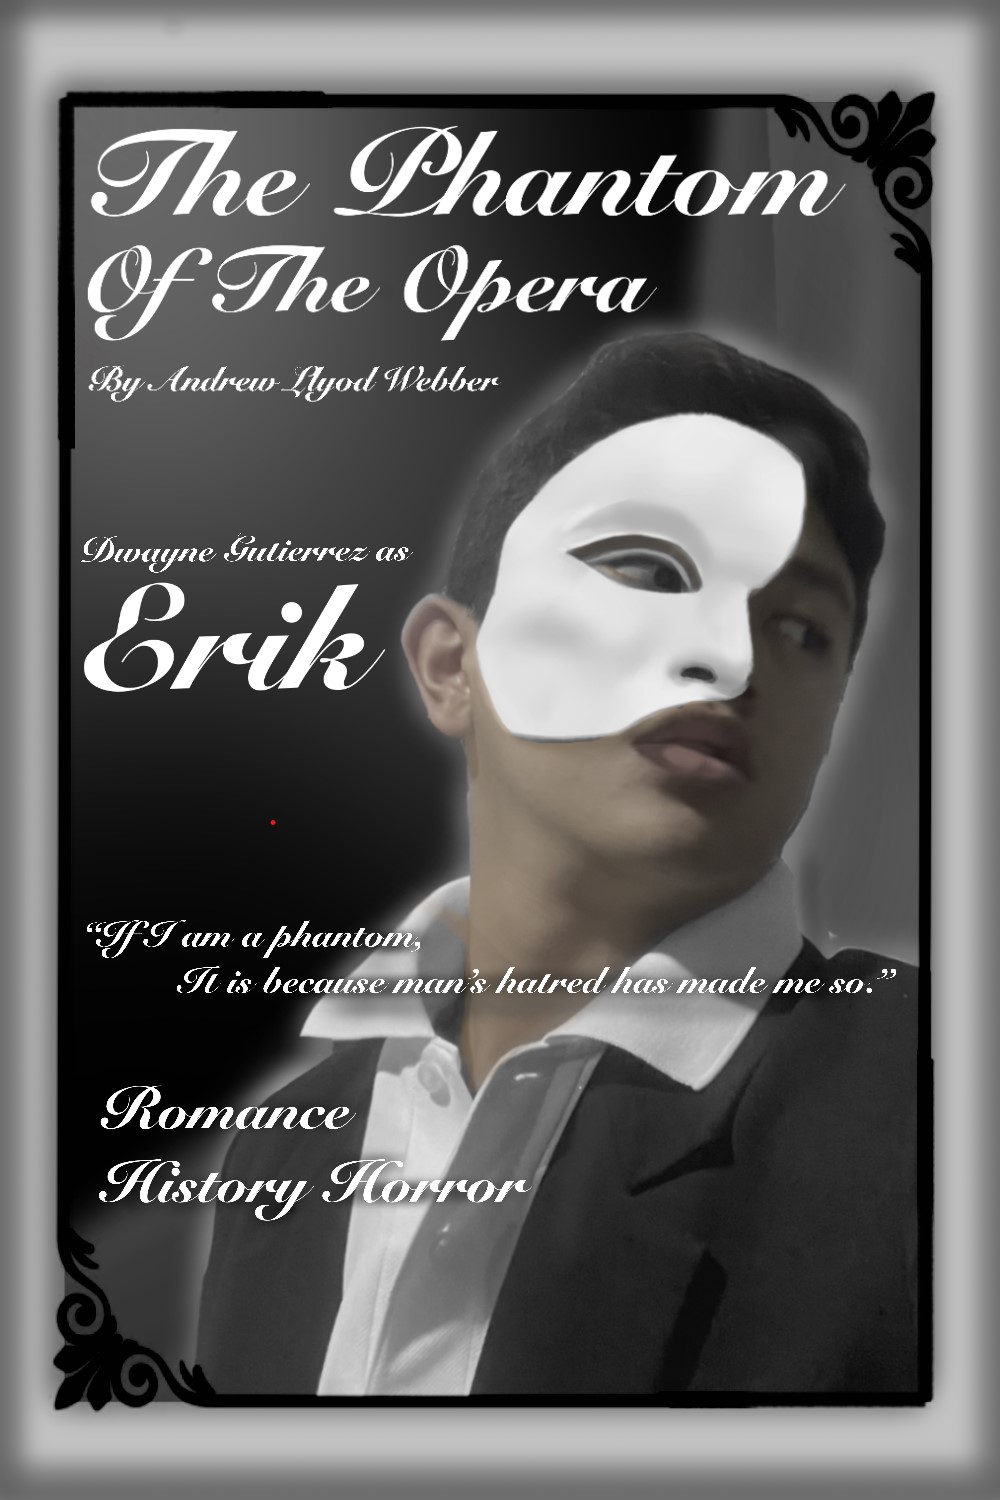 The Phantom
Of The Opera
By Andrew Llyod Webber
Dwayne Gutierrez as
Erik
“If I am a phantom,
It is because man’s hatred has made me so.”
Romance
History Horror